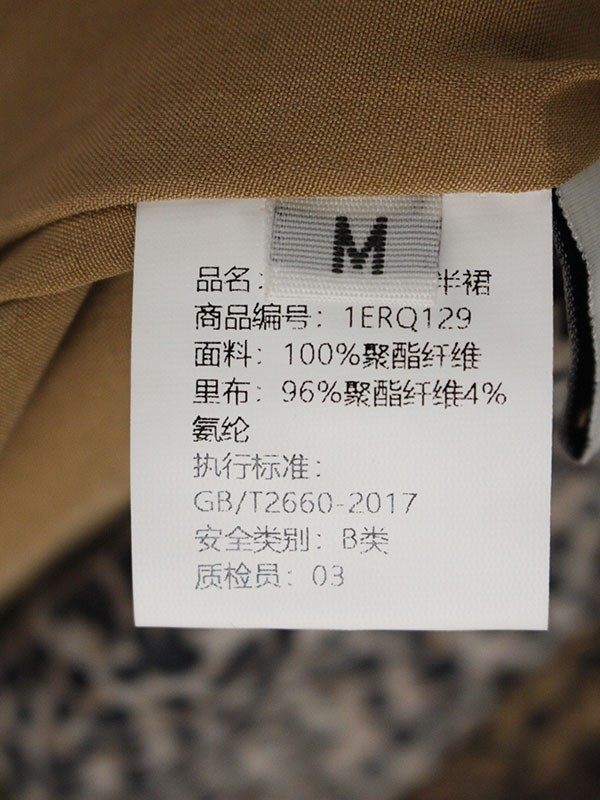 M
品名: 半裙
商品编号: 1ERQ129
面料: 100%聚酯纤维
里布: 96%聚酯纤维4%
氨纶
执行标准:
GB/T2660-2017
安全类别: B类
质检员: 03